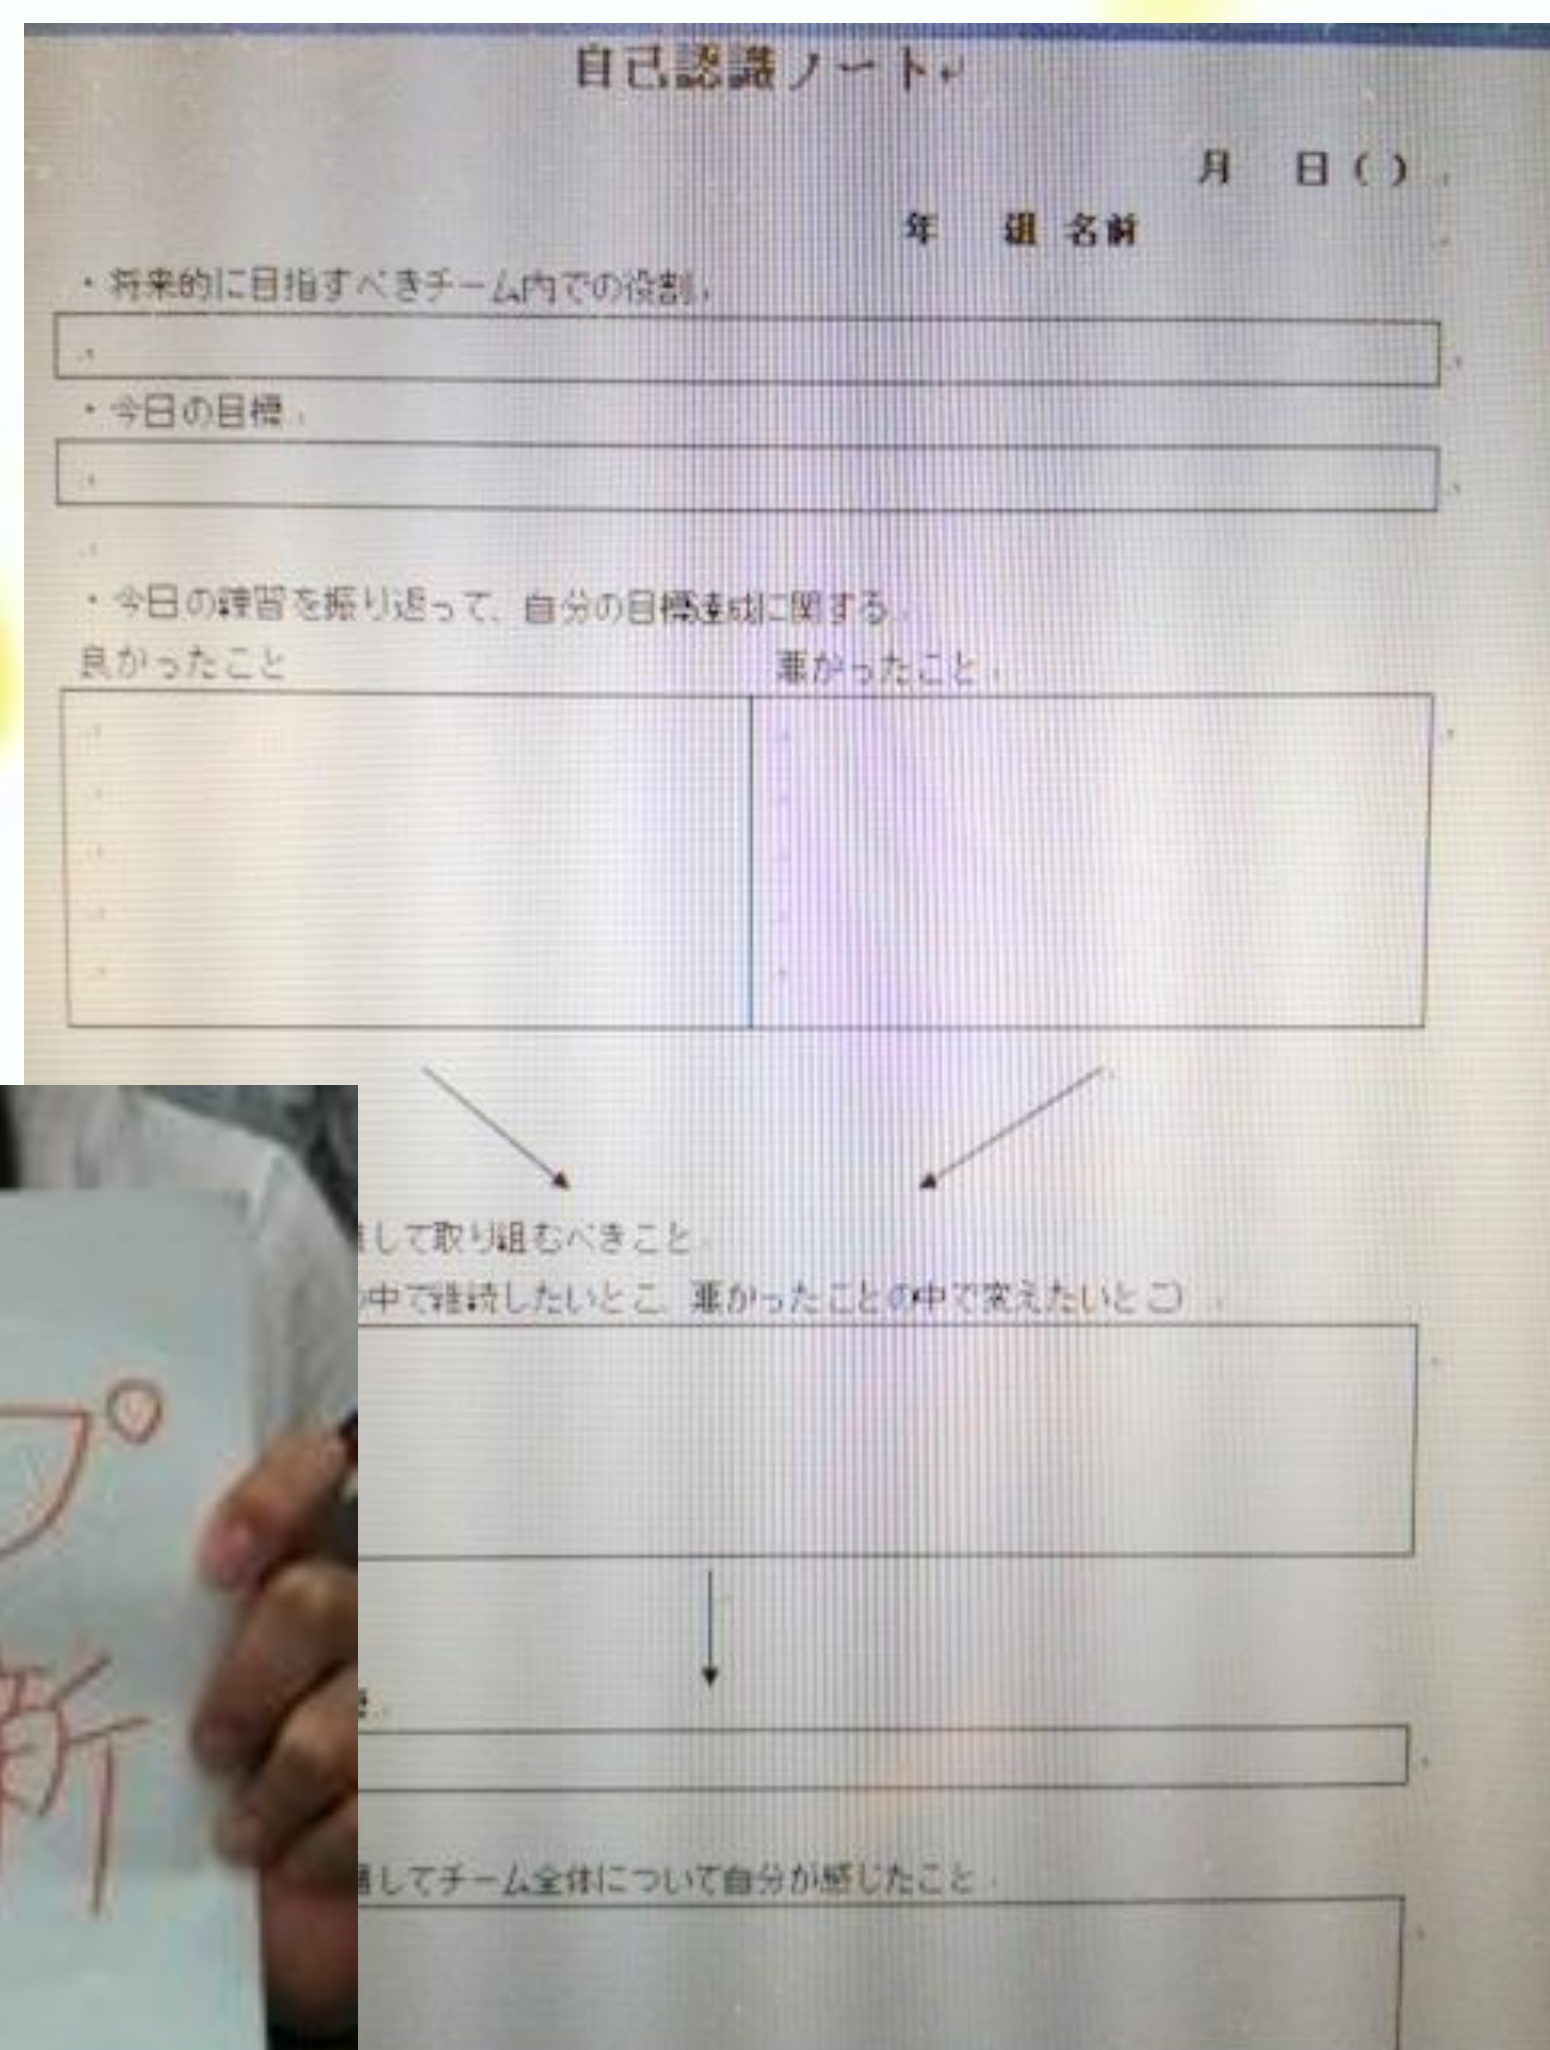 自己認識ノート
月 日( )
年 組 名前
・将来的に目指すべきチーム内での役割
・今日の目標
・今日の練習を振り返って、自分の目標達成に関する
良かったこと 悪かったこと
して取り組むべきこと
中で継続したいとこ、悪かったことの中で変えたいとこ)
してチーム全体について自分が感じたこと
プ
新